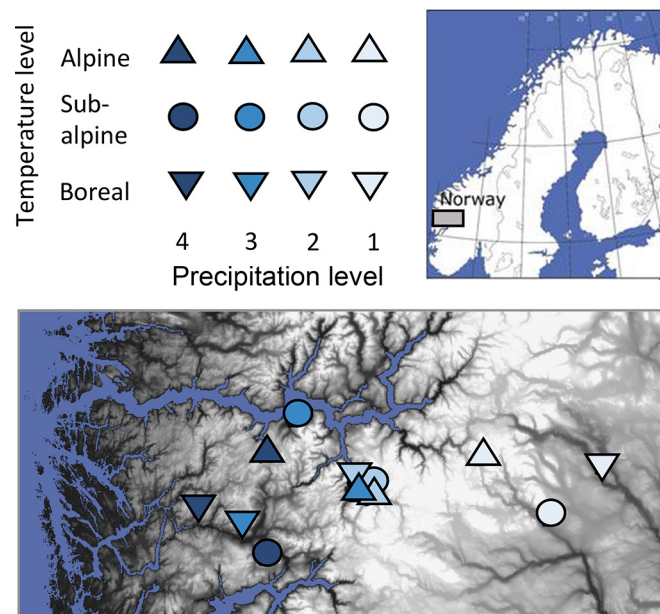 Temperature level
Alpine
Sub-
alpine
Boreal
4 3 2 1
Precipitation level
Norway